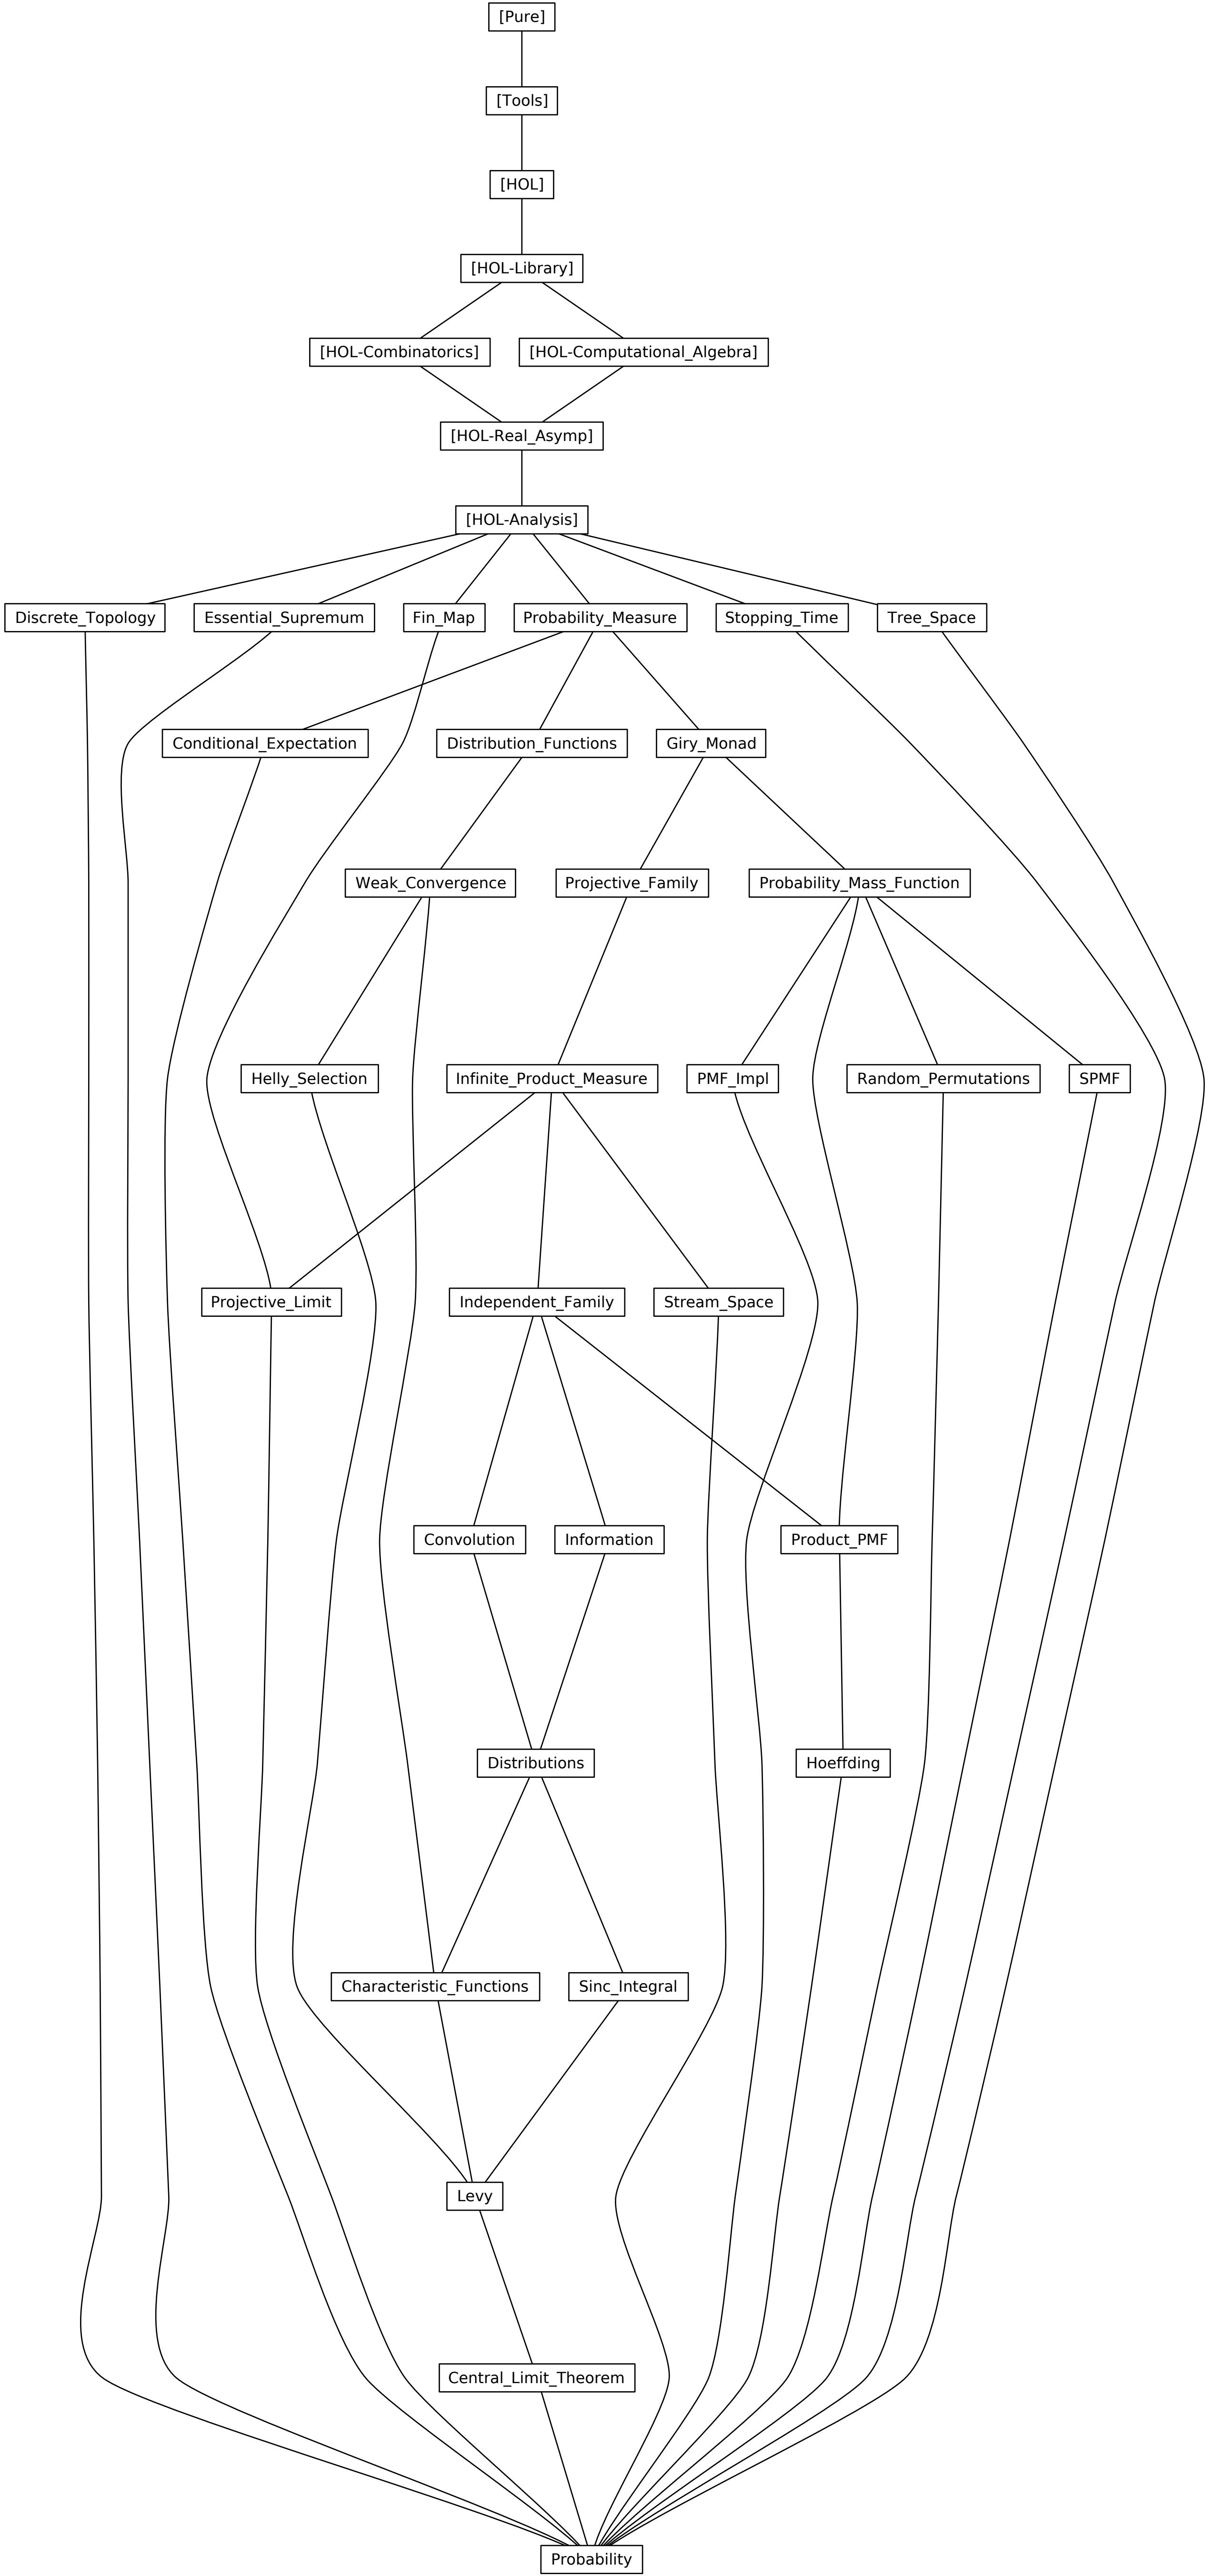 [Pure]
[Tools]
[HOL]
[HOL-Library]
[HOL-Combinatorics]
[HOL-Computational_Algebra]
[HOL-Real_Asymp]
[HOL-Analysis]
Discrete_Topology
Essential_Supremum
Fin_Map
Probability_Measure
Stopping_Time
Tree_Space
Conditional_Expectation
Distribution_Functions
Giry_Monad
Weak_Convergence
Projective_Family
Probability_Mass_Function
Helly_Selection
Infinite_Product_Measure
PMF_Impl
Random_Permutations
SPMF
Projective_Limit
Independent_Family
Stream_Space
Convolution
Information
Product_PMF
Distributions
Hoeffding
Characteristic_Functions
Sinc_Integral
Levy
Central_Limit_Theorem
Probability